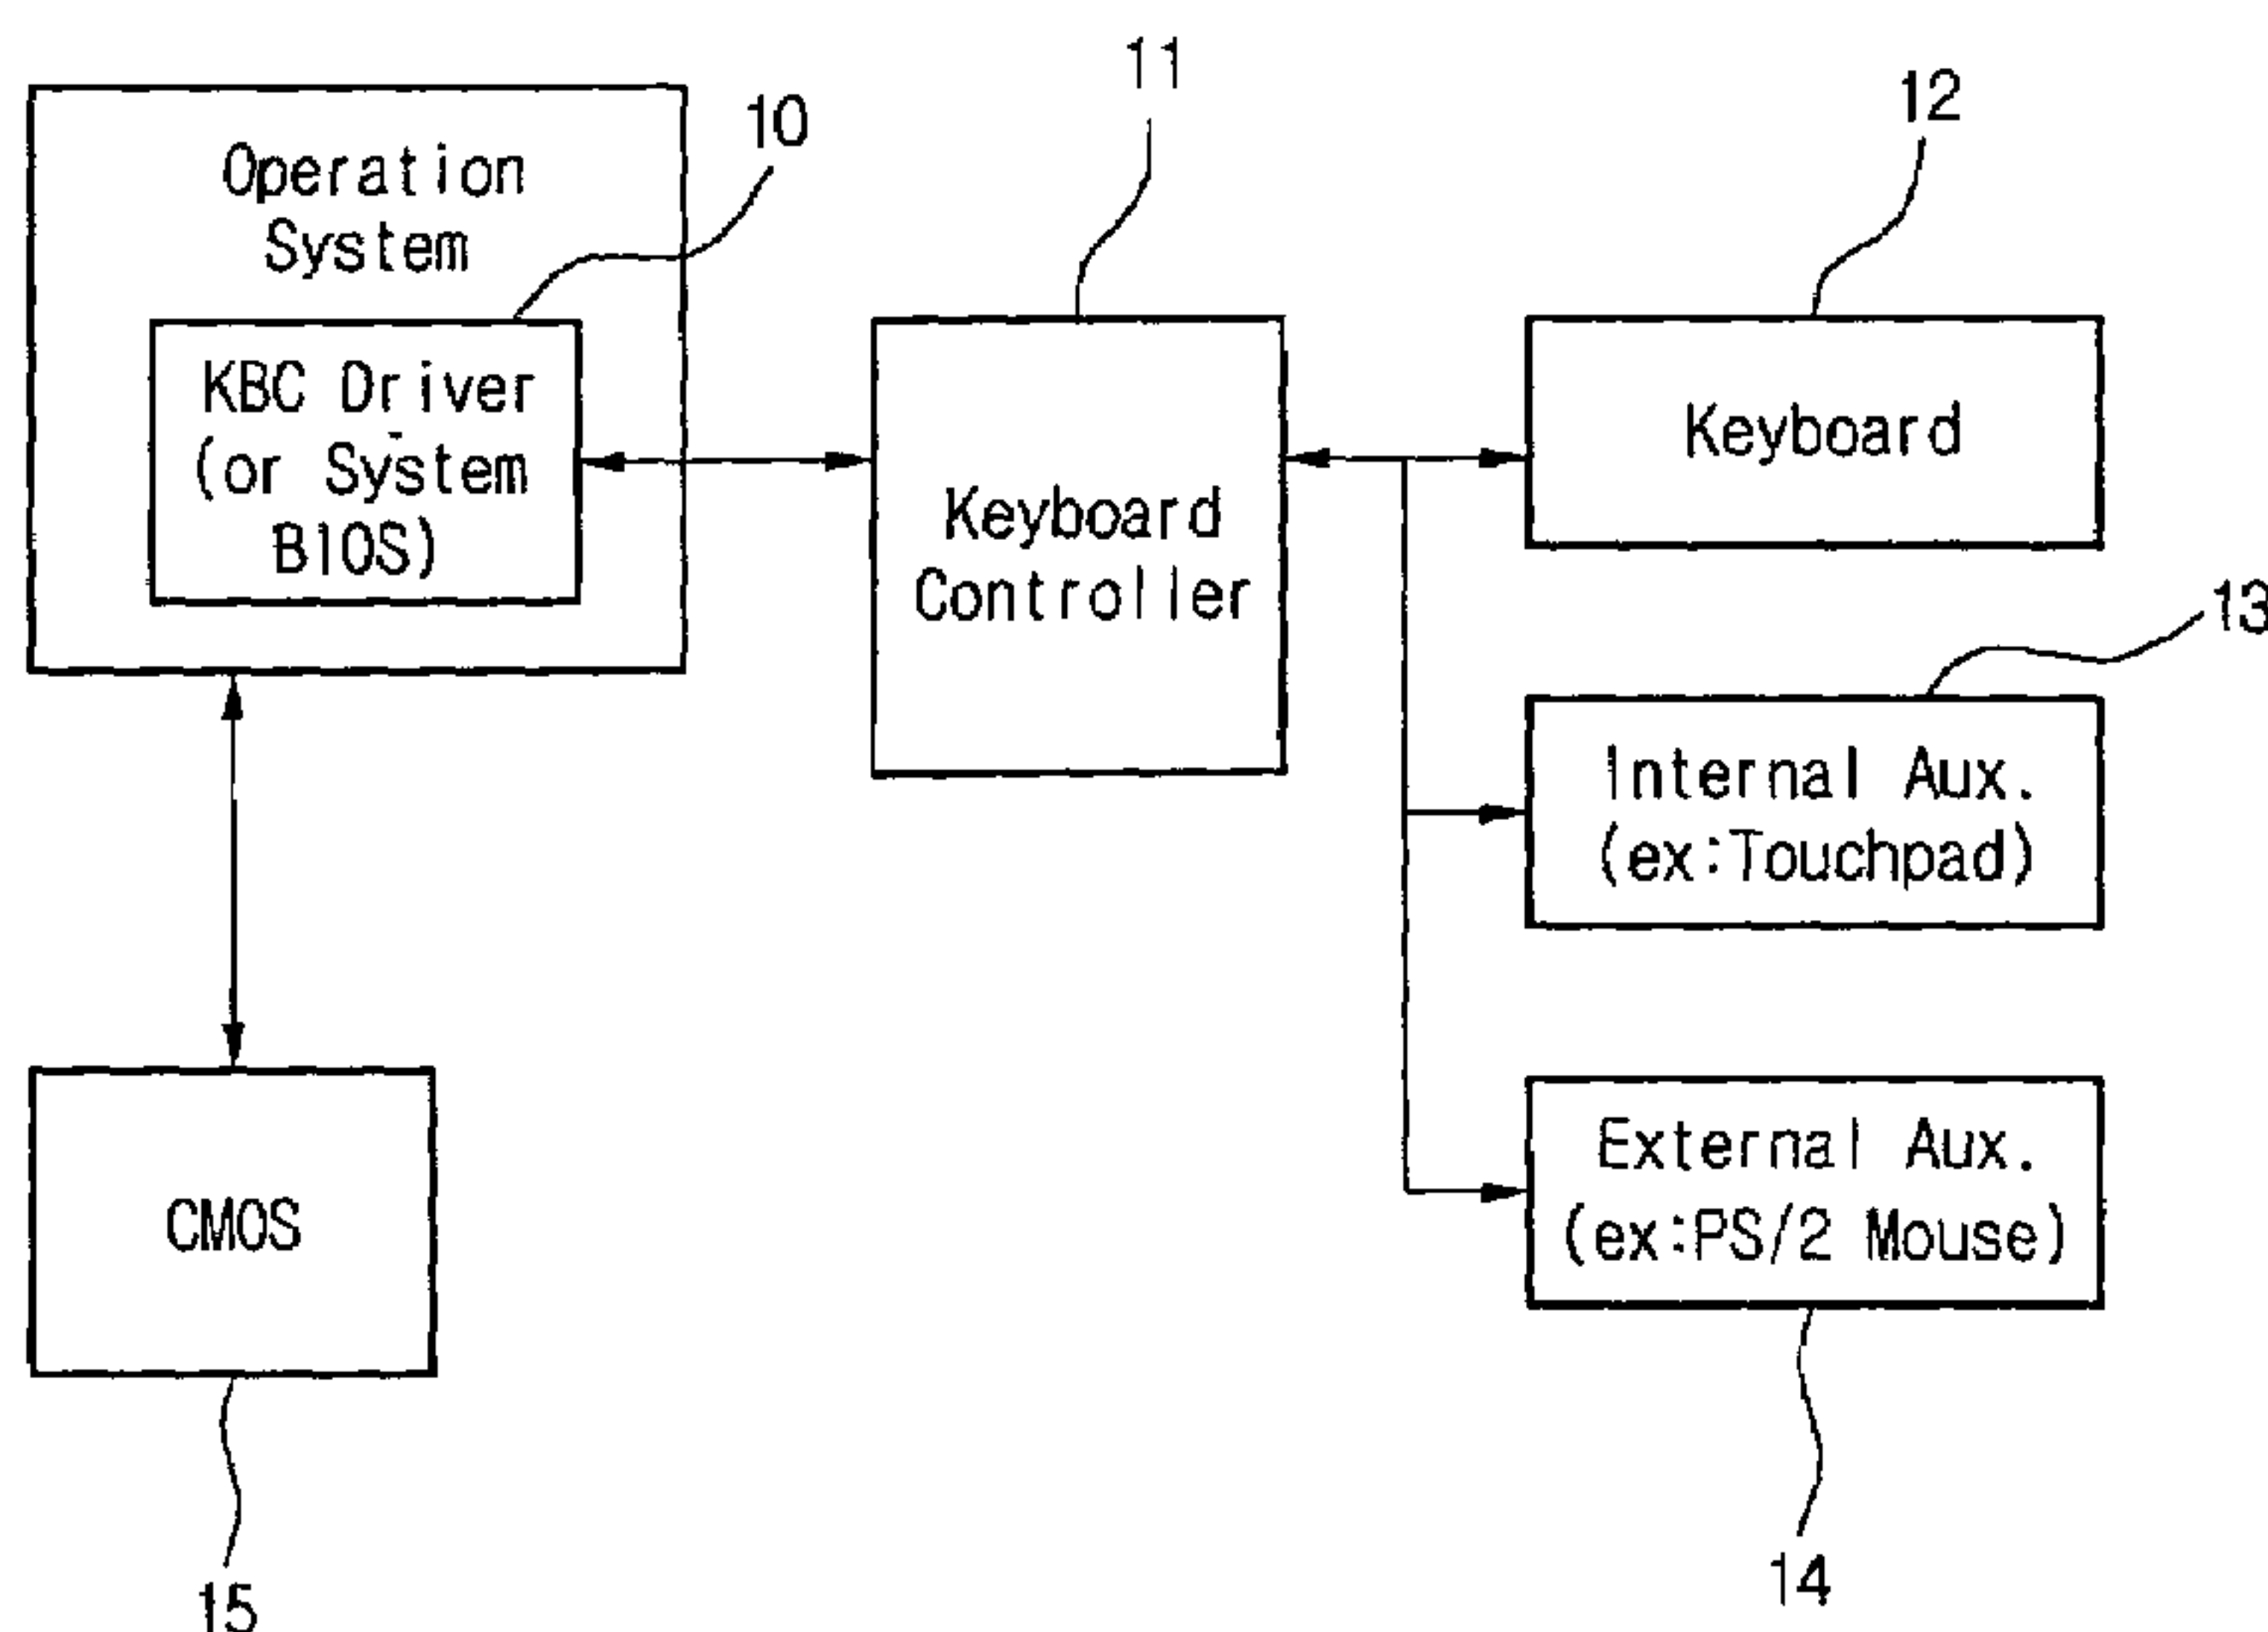 11
12
10
Operation
System
KBC Driver
(or System
BIOS)
Keyboard
Controller
Keyboard
13
Internal Aux.
(ex:Touchpad)
External Aux.
(ex:PS/2 Mouse)
CMOS
14
15